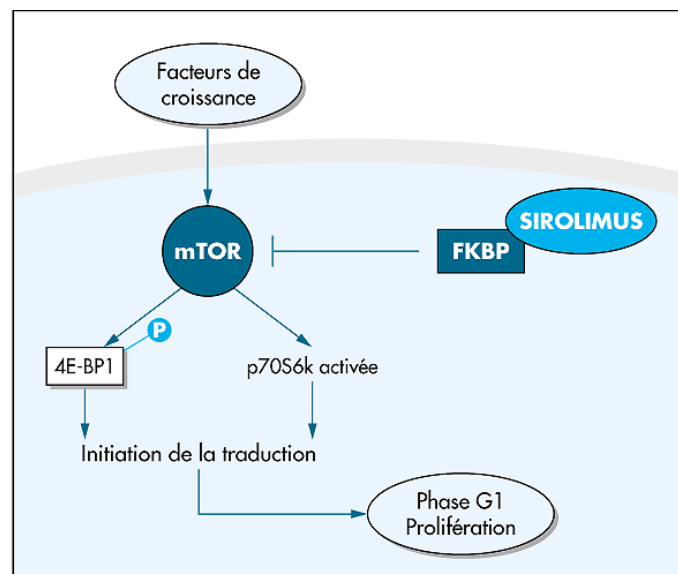 Facteurs de
croissance
SIROLIMUS
mTOR
FKBP
P
4E-BP1
p70S6k activée
Initiation de la traduction
Phase G1
Prolifération